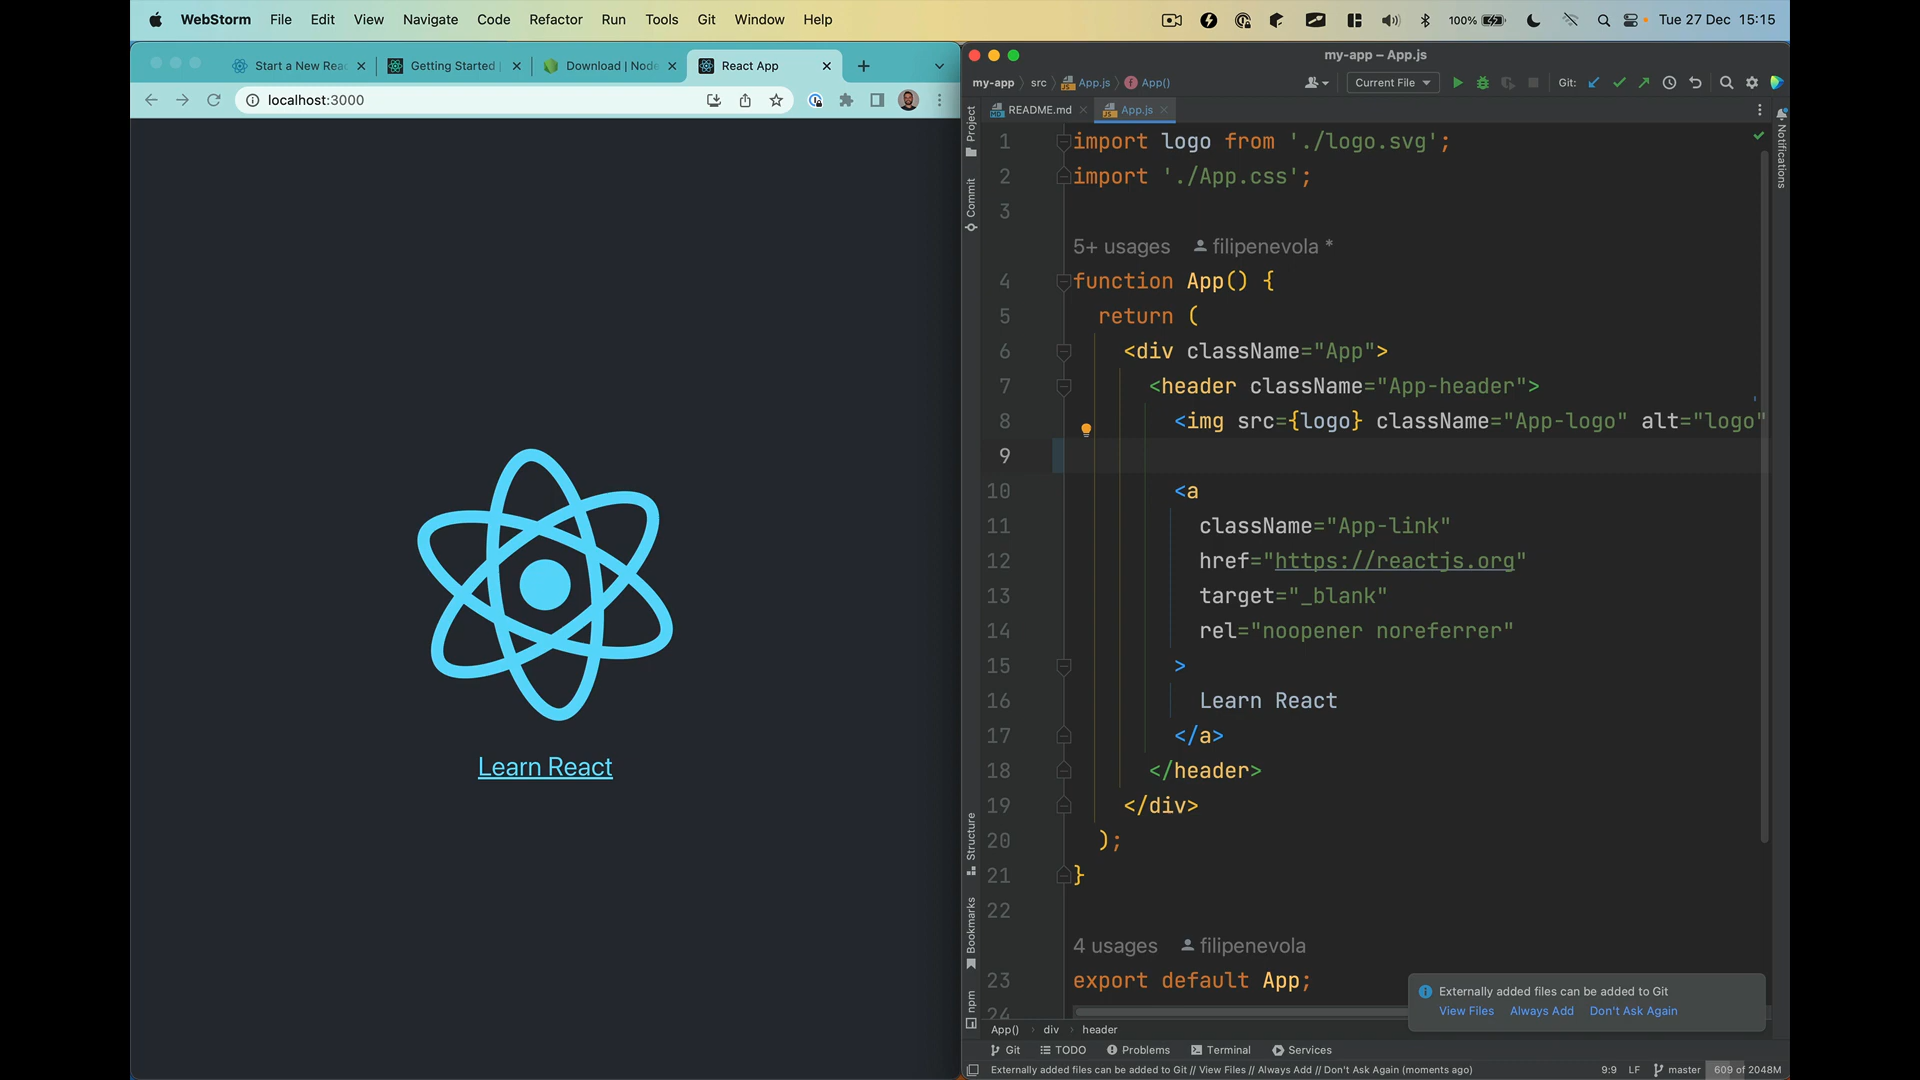 WebStorm File Edit View Navigate Code Refactor Run Tools Git Window Help
100% Tue 27 Dec 15:15
Start a New Rea
Getting Started
Download | Node
React App
localhost:3000
Learn React
my-app – App.js
my-app src App.js App()
Current File
Git:
README.md
App.js
Project
Commit
Structure
Bookmarks
npm
Notifications
1 import logo from './logo.svg';
2 import './App.css';
3
5+ usages filipenevola *
4 function App() {
5 return (
6 <div className="App">
7 <header className="App-header">
8 <img src={logo} className="App-logo" alt="logo"
9
10 <a
11 className="App-link"
12 href="https://reactjs.org"
13 target="_blank"
14 rel="noopener noreferrer"
15 >
16 Learn React
17 </a>
18 </header>
19 </div>
20 );
21 }
22
4 usages filipenevola
23 export default App;
24
Externally added files can be added to Git
View Files Always Add Don't Ask Again
App() div header
Git TODO Problems Terminal Services
Externally added files can be added to Git // View Files // Always Add // Don't Ask Again (moments ago)
9:9 LF master 609 of 2048M